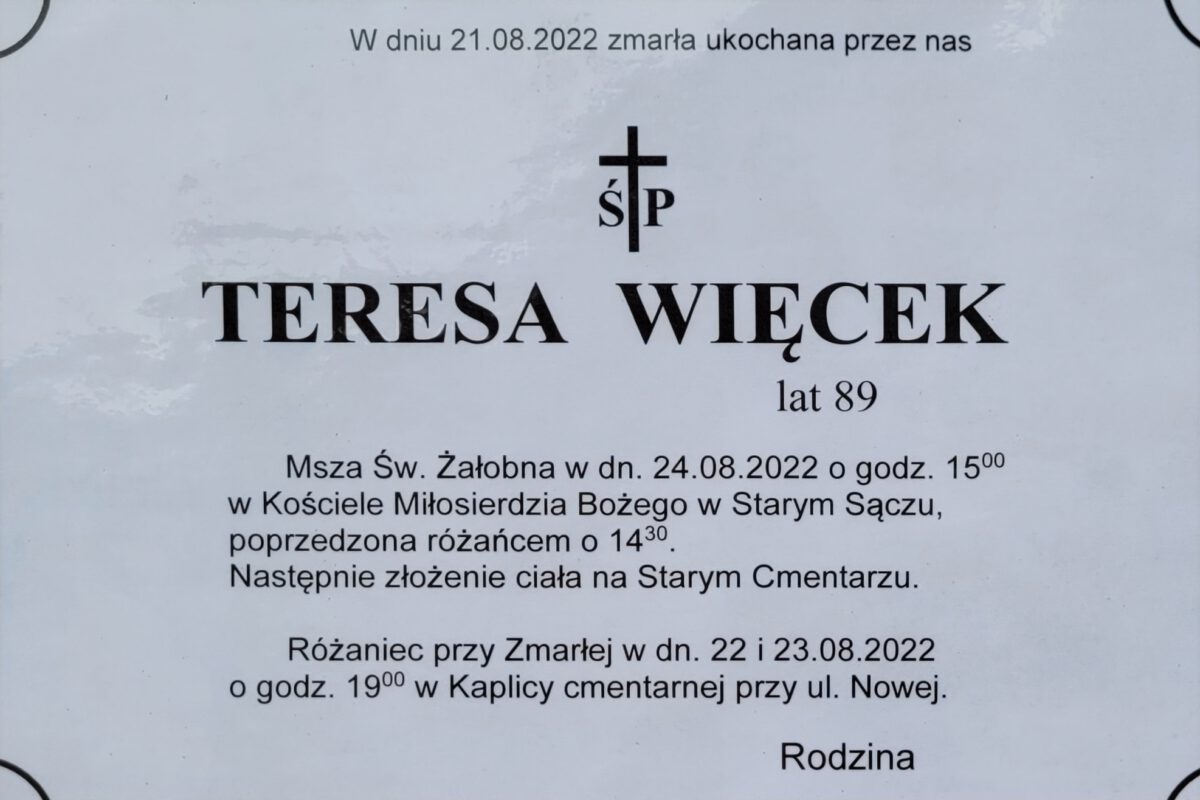 W dniu 21.08.2022 zmarła ukochana przez nas
Ś P
TERESA WIĘCEK
lat 89
Msza Św. Żałobna w dn. 24.08.2022 o godz. 15⁰⁰
w Kościele Miłosierdzia Bożego w Starym Sączu,
poprzedzona różańcem o 14³⁰.
Następnie złożenie ciała na Starym Cmentarzu.
Różaniec przy Zmarłej w dn. 22 i 23.08.2022
o godz. 19⁰⁰ w Kaplicy cmentarnej przy ul. Nowej.
Rodzina